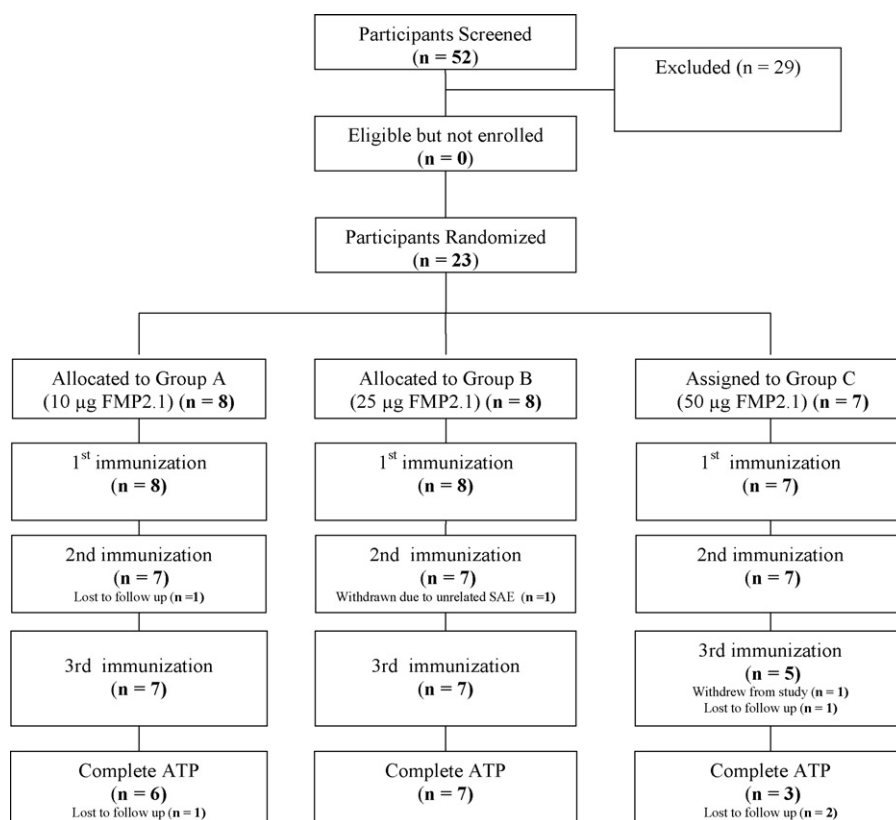 Participants Screened
(n = 52)
Excluded (n = 29)
Eligible but not enrolled
(n = 0)
Participants Randomized
(n = 23)
Allocated to Group A
(10 µg FMP2.1) (n = 8)
Allocated to Group B
(25 µg FMP2.1) (n = 8)
Assigned to Group C
(50 µg FMP2.1) (n = 7)
1st immunization
(n = 8)
1st immunization
(n = 8)
1st immunization
(n = 7)
2nd immunization
(n = 7)
Lost to follow up (n =1)
2nd immunization
(n = 7)
Withdrawn due to unrelated SAE (n =1)
2nd immunization
(n = 7)
3rd immunization
(n = 7)
3rd immunization
(n = 7)
3rd immunization
(n = 5)
Withdrew from study (n = 1)
Lost to follow up (n = 1)
Complete ATP
(n = 6)
Lost to follow up (n = 1)
Complete ATP
(n = 7)
Complete ATP
(n = 3)
Lost to follow up (n = 2)